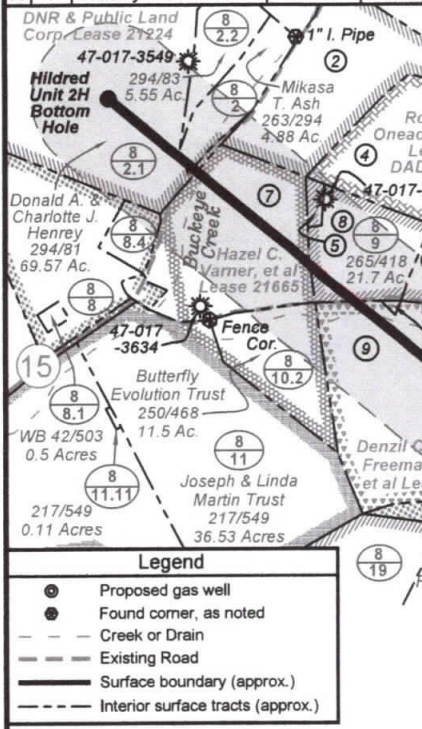 DNR & Public Land
Corp. Lease 21224
8
2.2
1" I. Pipe
47-017-3549
2
Hildred
Unit 2H
Bottom
Hole
294/83
5.55 Ac.
8
2
Mikasa
T. Ash
263/294
4.88 Ac.
Onead
4
DAD
8
2.1
7
47-017-
Donald A. &
Charlotte J.
Henrey
294/81
69.57 Ac.
8
8.4
Buckeye
Creek
8
5
8
9
265/418
21.7 Ac.
Hazel C.
Varner, et al
Lease 21665
8
8
47-017
-3634
Fence
Cor.
9
15
8
10.2
Butterfly
Evolution Trust
250/468
11.5 Ac.
8
8.1
WB 42/503
0.5 Acres
8
11
Denzil
Freema
et al Le
8
11.11
Joseph & Linda
Martin Trust
217/549
36.53 Acres
217/549
0.11 Acres
8
19
Legend
Proposed gas well
Found corner, as noted
Creek or Drain
Existing Road
Surface boundary (approx.)
Interior surface tracts (approx.)